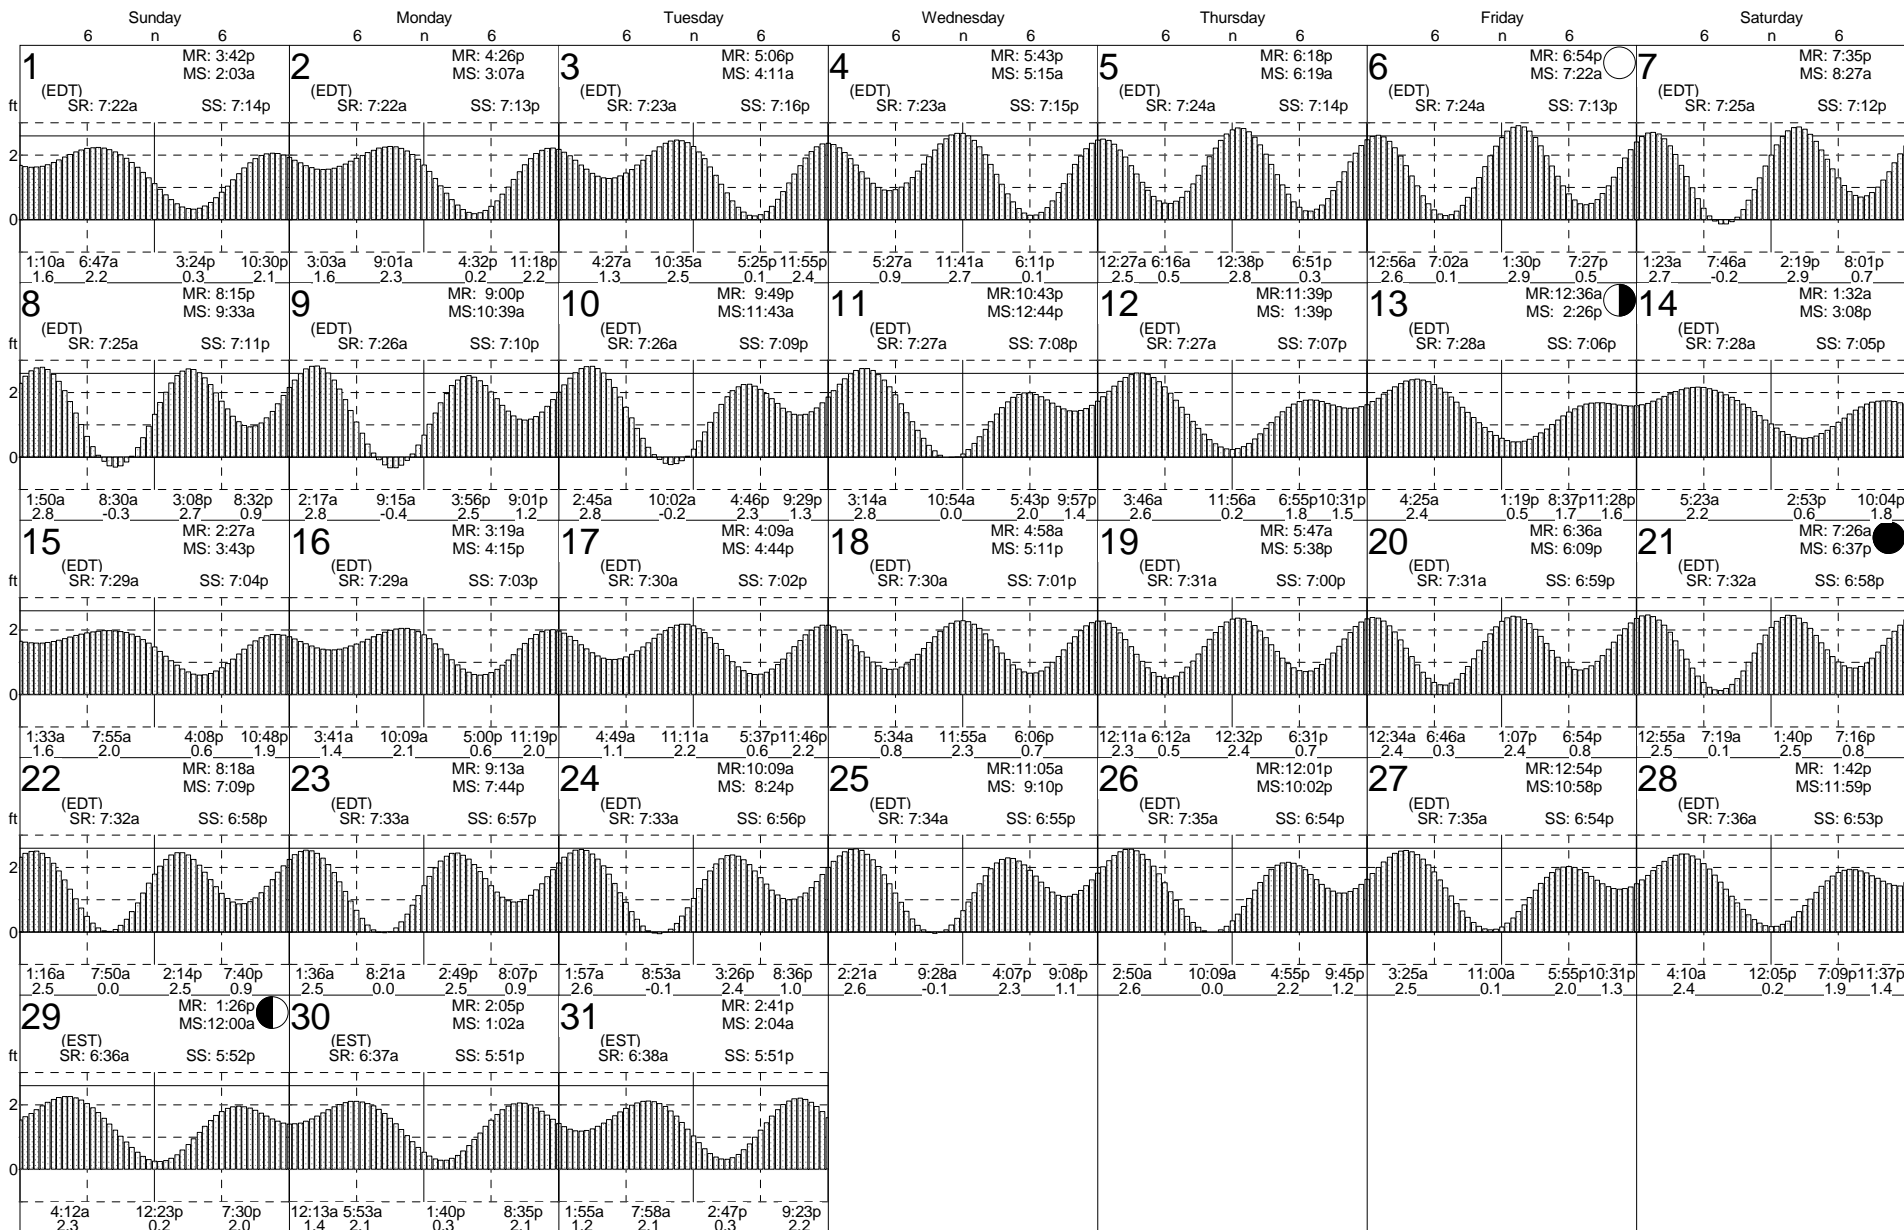 Sunday Monday Tuesday Wednesday Thursday Friday Saturday
6 n 6 6 n 6 6 n 6 6 n 6 6 n 6 6 n 6 6 n 6
1 MR: 3:42p 2 MR: 4:26p 3 MR: 5:06p 4 MR: 5:43p 5 MR: 6:18p 6 MR: 6:54p 7 MR: 7:35p
MS: 2:03a MS: 3:07a MS: 4:11a MS: 5:15a MS: 6:19a MS: 7:22a MS: 8:27a
(EDT) (EDT) (EDT) (EDT) (EDT) (EDT) (EDT)
ft SR: 7:22a SS: 7:14p SR: 7:22a SS: 7:13p SR: 7:23a SS: 7:16p SR: 7:23a SS: 7:15p SR: 7:24a SS: 7:14p SR: 7:24a SS: 7:13p SR: 7:25a SS: 7:12p
2
0
1:10a 6:47a 3:24p 10:30p 3:03a 9:01a 4:32p 11:18p 4:27a 10:35a 5:25p 11:55p 5:27a 11:41a 6:11p 12:27a 6:16a 12:38p 6:51p 12:56a 7:02a 1:30p 7:27p 1:23a 7:46a 2:19p 8:01p
1.6 2.2 0.3 2.1 1.6 2.3 0.2 2.2 1.3 2.5 0.1 2.4 0.9 2.7 0.1 2.5 0.5 2.8 0.3 2.6 0.1 2.9 0.5 2.7 -0.2 2.9 0.7
8 MR: 8:15p 9 MR: 9:00p 10 MR: 9:49p 11 MR:10:43p 12 MR:11:39p 13 MR:12:36a 14 MR: 1:32a
MS: 9:33a MS:10:39a MS:11:43a MS:12:44p MS: 1:39p MS: 2:26p MS: 3:08p
(EDT) (EDT) (EDT) (EDT) (EDT) (EDT) (EDT)
ft SR: 7:25a SS: 7:11p SR: 7:26a SS: 7:10p SR: 7:26a SS: 7:09p SR: 7:27a SS: 7:08p SR: 7:27a SS: 7:07p SR: 7:28a SS: 7:06p SR: 7:28a SS: 7:05p
2
0
1:50a 8:30a 3:08p 8:32p 2:17a 9:15a 3:56p 9:01p 2:45a 10:02a 4:46p 9:29p 3:14a 10:54a 5:43p 9:57p 3:46a 11:56a 6:55p 10:31p 4:25a 1:19p 8:37p 11:28p 5:23a 2:53p 10:04p
2.8 -0.3 2.7 0.9 2.8 -0.4 2.5 1.2 2.8 -0.2 2.3 1.3 2.8 0.0 2.0 1.4 2.6 0.2 1.8 1.5 2.4 0.5 1.7 1.6 2.2 0.6 1.8
15 MR: 2:27a 16 MR: 3:19a 17 MR: 4:09a 18 MR: 4:58a 19 MR: 5:47a 20 MR: 6:36a 21 MR: 7:26a
MS: 3:43p MS: 4:15p MS: 4:44p MS: 5:11p MS: 5:38p MS: 6:09p MS: 6:37p
(EDT) (EDT) (EDT) (EDT) (EDT) (EDT) (EDT)
ft SR: 7:29a SS: 7:04p SR: 7:29a SS: 7:03p SR: 7:30a SS: 7:02p SR: 7:30a SS: 7:01p SR: 7:31a SS: 7:00p SR: 7:31a SS: 6:59p SR: 7:32a SS: 6:58p
2
0
1:33a 7:55a 4:08p 10:48p 3:41a 10:09a 5:00p 11:19p 4:49a 11:11a 5:37p 11:46p 5:34a 11:55a 6:06p 12:11a 6:12a 12:32p 6:31p 12:34a 6:46a 1:07p 6:54p 12:55a 7:19a 1:40p 7:16p
1.6 2.0 0.6 1.9 1.4 2.1 0.6 2.0 1.1 2.2 0.6 2.2 0.8 2.3 0.7 2.3 0.5 2.4 0.7 2.4 0.3 2.4 0.8 2.5 0.1 2.5 0.8
22 MR: 8:18a 23 MR: 9:13a 24 MR:10:09a 25 MR:11:05a 26 MR:12:01p 27 MR:12:54p 28 MR: 1:42p
MS: 7:09p MS: 7:44p MS: 8:24p MS: 9:10p MS:10:02p MS:10:58p MS:11:59p
(EDT) (EDT) (EDT) (EDT) (EDT) (EDT) (EDT)
ft SR: 7:32a SS: 6:58p SR: 7:33a SS: 6:57p SR: 7:33a SS: 6:56p SR: 7:34a SS: 6:55p SR: 7:35a SS: 6:54p SR: 7:35a SS: 6:54p SR: 7:36a SS: 6:53p
2
0
1:16a 7:50a 2:14p 7:40p 1:36a 8:21a 2:49p 8:07p 1:57a 8:53a 3:26p 8:36p 2:21a 9:28a 4:07p 9:08p 2:50a 10:09a 4:55p 9:45p 3:25a 11:00a 5:55p 10:31p 4:10a 12:05p 7:09p 11:37p
2.5 0.0 2.5 0.9 2.5 0.0 2.5 0.9 2.6 -0.1 2.4 1.0 2.6 -0.1 2.3 1.1 2.6 0.0 2.2 1.2 2.5 0.1 2.0 1.3 2.4 0.2 1.9 1.4
29 MR: 1:26p 30 MR: 2:05p 31 MR: 2:41p
MS:12:00a MS: 1:02a MS: 2:04a
(EST) (EST) (EST)
ft SR: 6:36a SS: 5:52p SR: 6:37a SS: 5:51p SR: 6:38a SS: 5:51p
2
0
4:12a 12:23p 7:30p 12:13a 5:53a 1:40p 8:35p 1:55a 7:58a 2:47p 9:23p
2.3 0.2 2.0 1.4 2.1 0.3 2.1 1.2 2.1 0.3 2.2